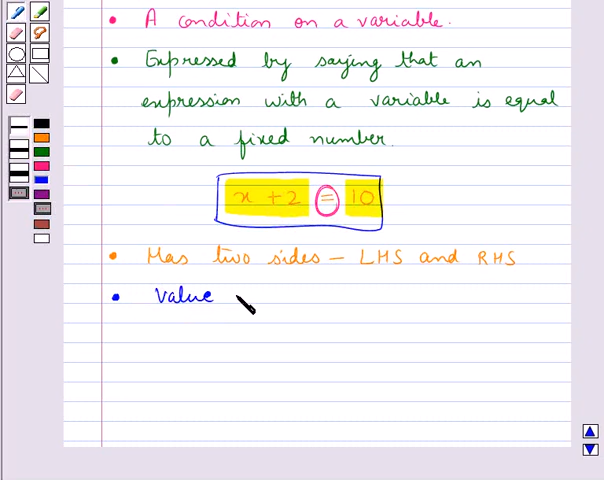 • A condition on a variable.
• Expressed by saying that an
expression with a variable is equal
to a fixed number.
x + 2 = 10
• Has two sides – LHS and RHS
• Value